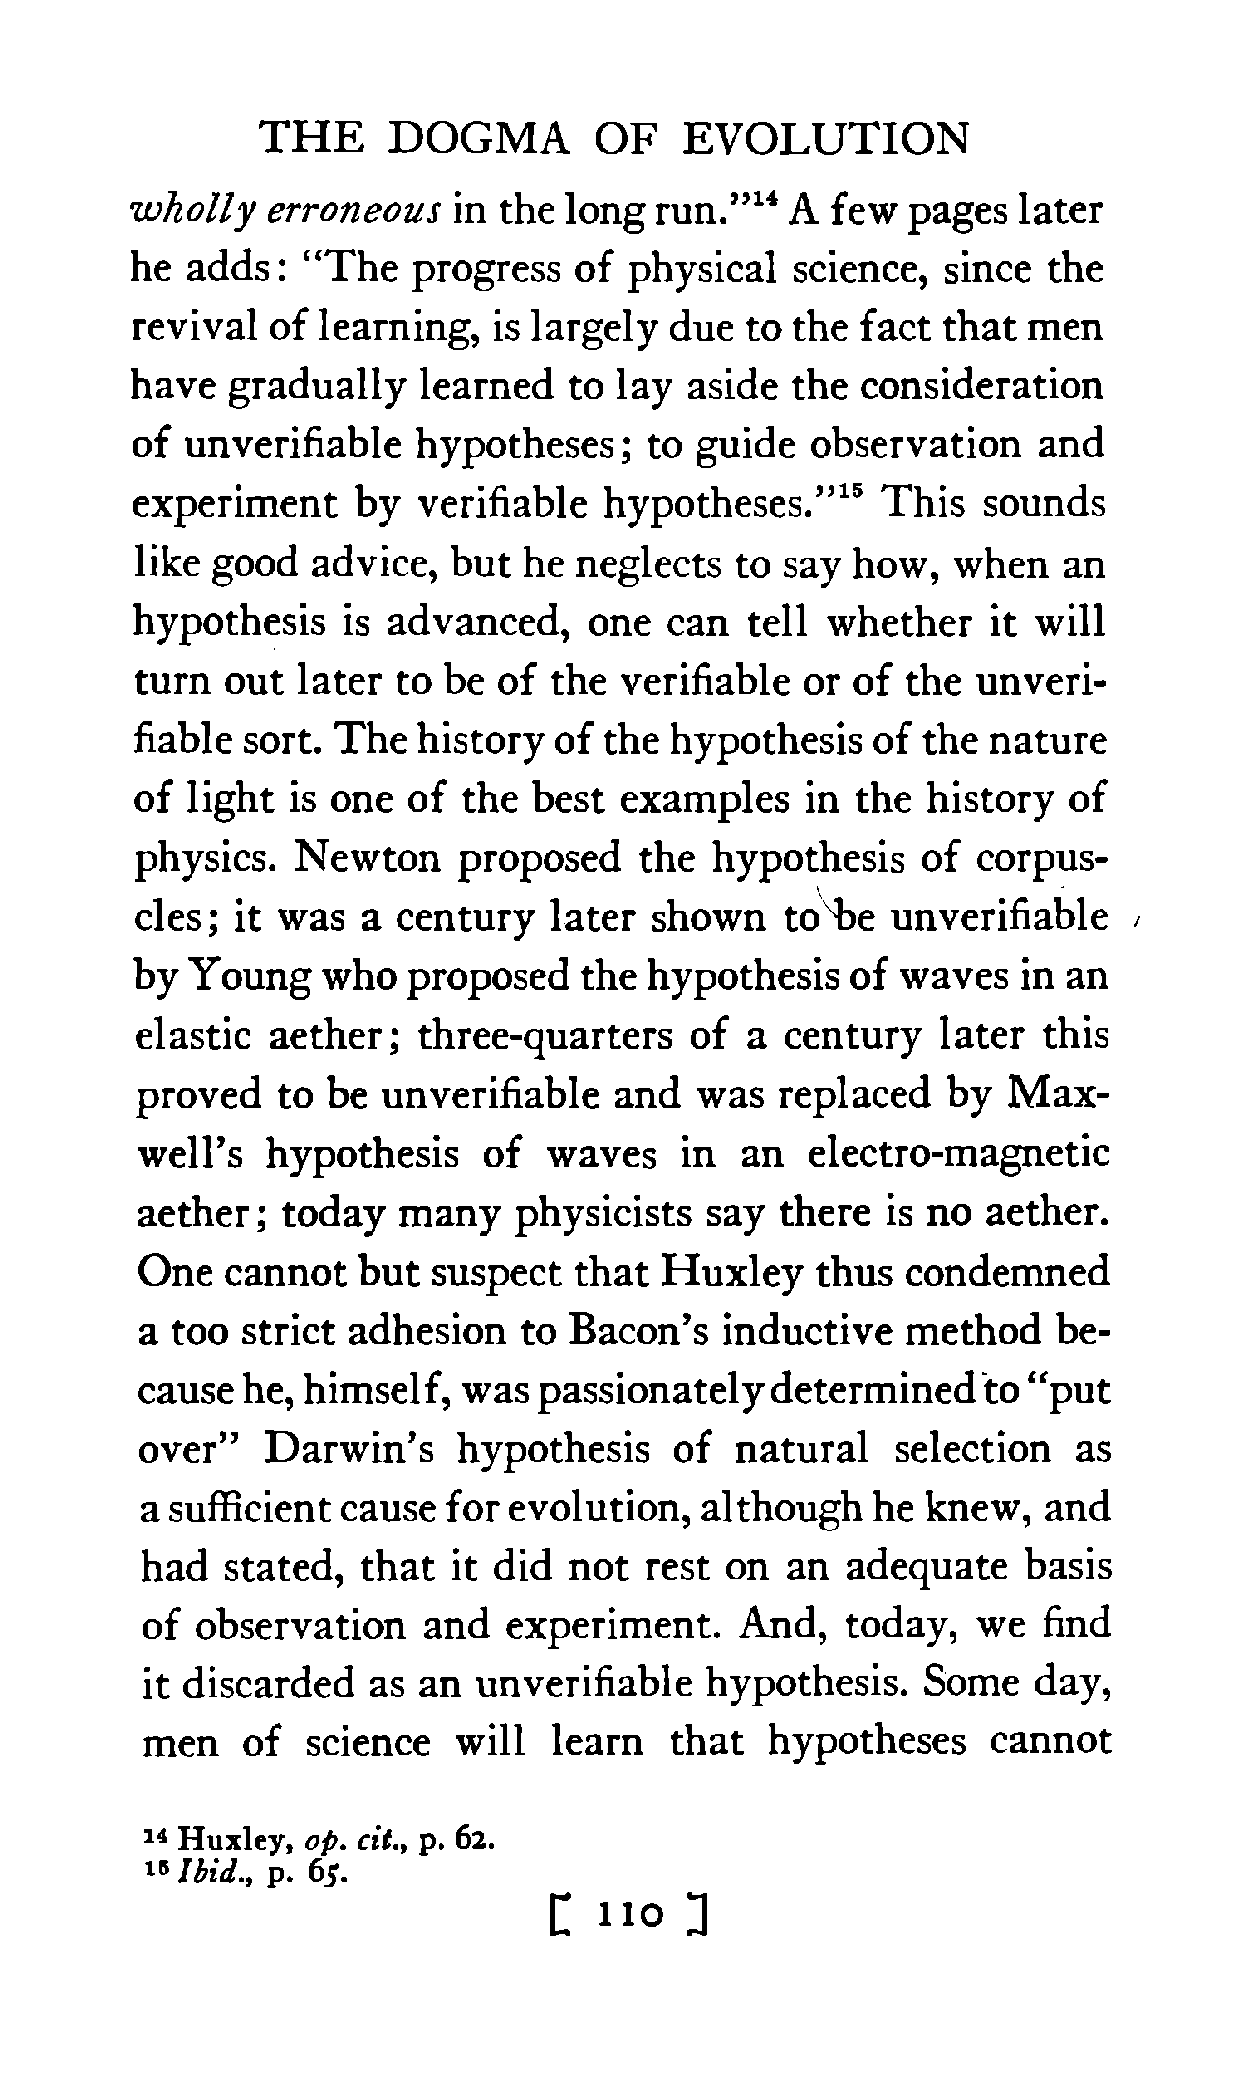 THE DOGMA OF EVOLUTION
wholly erroneous in the long run."¹⁴ A few pages later
he adds: "The progress of physical science, since the
revival of learning, is largely due to the fact that men
have gradually learned to lay aside the consideration
of unverifiable hypotheses; to guide observation and
experiment by verifiable hypotheses."¹⁵ This sounds
like good advice, but he neglects to say how, when an
hypothesis is advanced, one can tell whether it will
turn out later to be of the verifiable or of the unveri-
fiable sort. The history of the hypothesis of the nature
of light is one of the best examples in the history of
physics. Newton proposed the hypothesis of corpus-
cles; it was a century later shown to be unverifiable
by Young who proposed the hypothesis of waves in an
elastic aether; three-quarters of a century later this
proved to be unverifiable and was replaced by Max-
well's hypothesis of waves in an electro-magnetic
aether; today many physicists say there is no aether.
One cannot but suspect that Huxley thus condemned
a too strict adhesion to Bacon's inductive method be-
cause he, himself, was passionately determined to "put
over" Darwin's hypothesis of natural selection as
a sufficient cause for evolution, although he knew, and
had stated, that it did not rest on an adequate basis
of observation and experiment. And, today, we find
it discarded as an unverifiable hypothesis. Some day,
men of science will learn that hypotheses cannot
¹⁴ Huxley, op. cit., p. 62.
¹⁵ Ibid., p. 65.
[ 110 ]